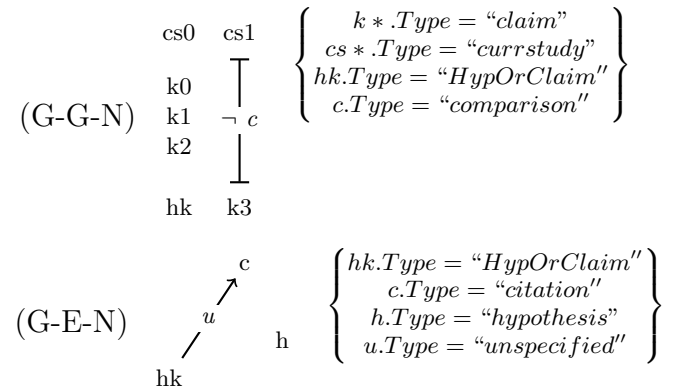 cs0 cs1
k0
k1 ¬ c
k2
hk k3
(G-G-N)
k ∗ .Type = “claim”
cs ∗ .Type = “currstudy”
hk.Type = “HypOrClaim″
c.Type = “comparison″
(G-E-N)
c
u
h
hk
hk.Type = “HypOrClaim″
c.Type = “citation″
h.Type = “hypothesis”
u.Type = “unspecified″